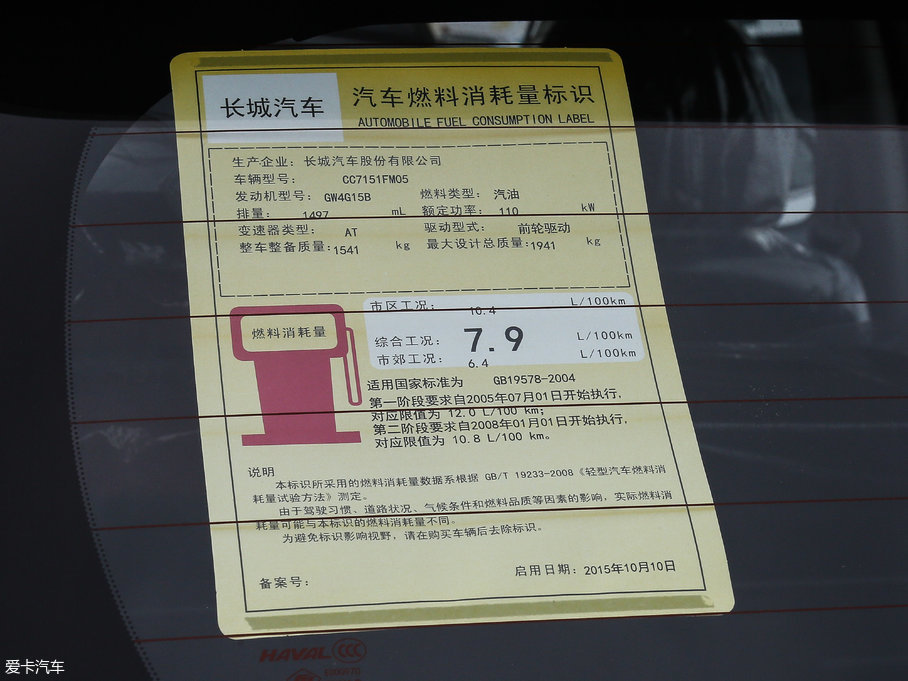 长城汽车
汽车燃料消耗量标识
AUTOMOBILE FUEL CONSUMPTION LABEL
生产企业：长城汽车股份有限公司
车辆型号： CC7151FM05
发动机型号： GW4G15B 燃料类型： 汽油
排量： 1497 mL 额定功率： 110 kW
变速器类型： AT 驱动型式： 前轮驱动
整车整备质量：1541 kg 最大设计总质量：1941 kg
燃料消耗量
市区工况： 10.4 L/100km
综合工况： 7.9 L/100km
市郊工况： 6.4 L/100km
适用国家标准为 GB19578-2004
第一阶段要求自2005年07月01日开始执行，
对应限值为 12.0 L/100 km；
第二阶段要求自2008年01月01日开始执行，
对应限值为 10.8 L/100 km。
说明
本标识所采用的燃料消耗量数据系根据 GB/T 19233-2008《轻型汽车燃料消
耗量试验方法》测定。
由于驾驶习惯、道路状况、气候条件和燃料品质等因素的影响，实际燃料消
耗量可能与本标识的燃料消耗量不同。
为避免标识影响视野，请在购买车辆后去除标识。
备案号： 启用日期：2015年10月10日
HAVAL CCC
爱卡汽车